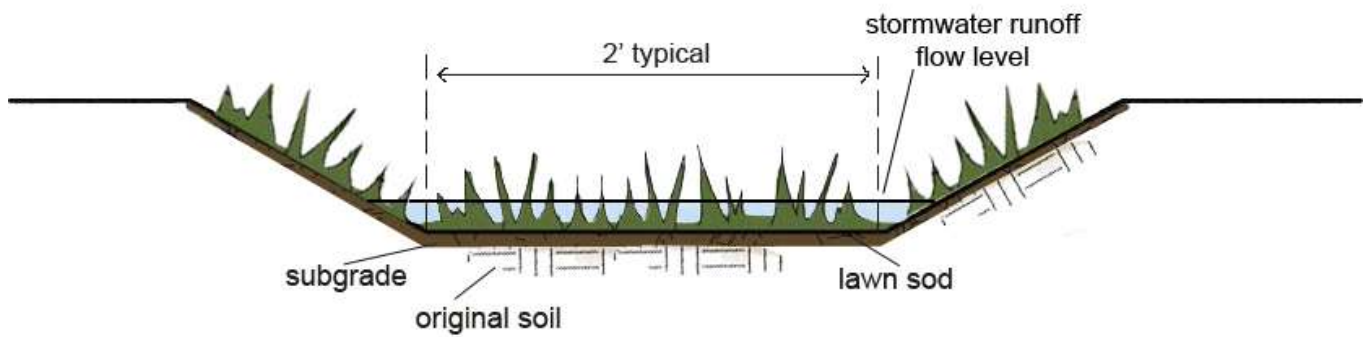 stormwater runoff
flow level
2’ typical
subgrade
lawn sod
original soil